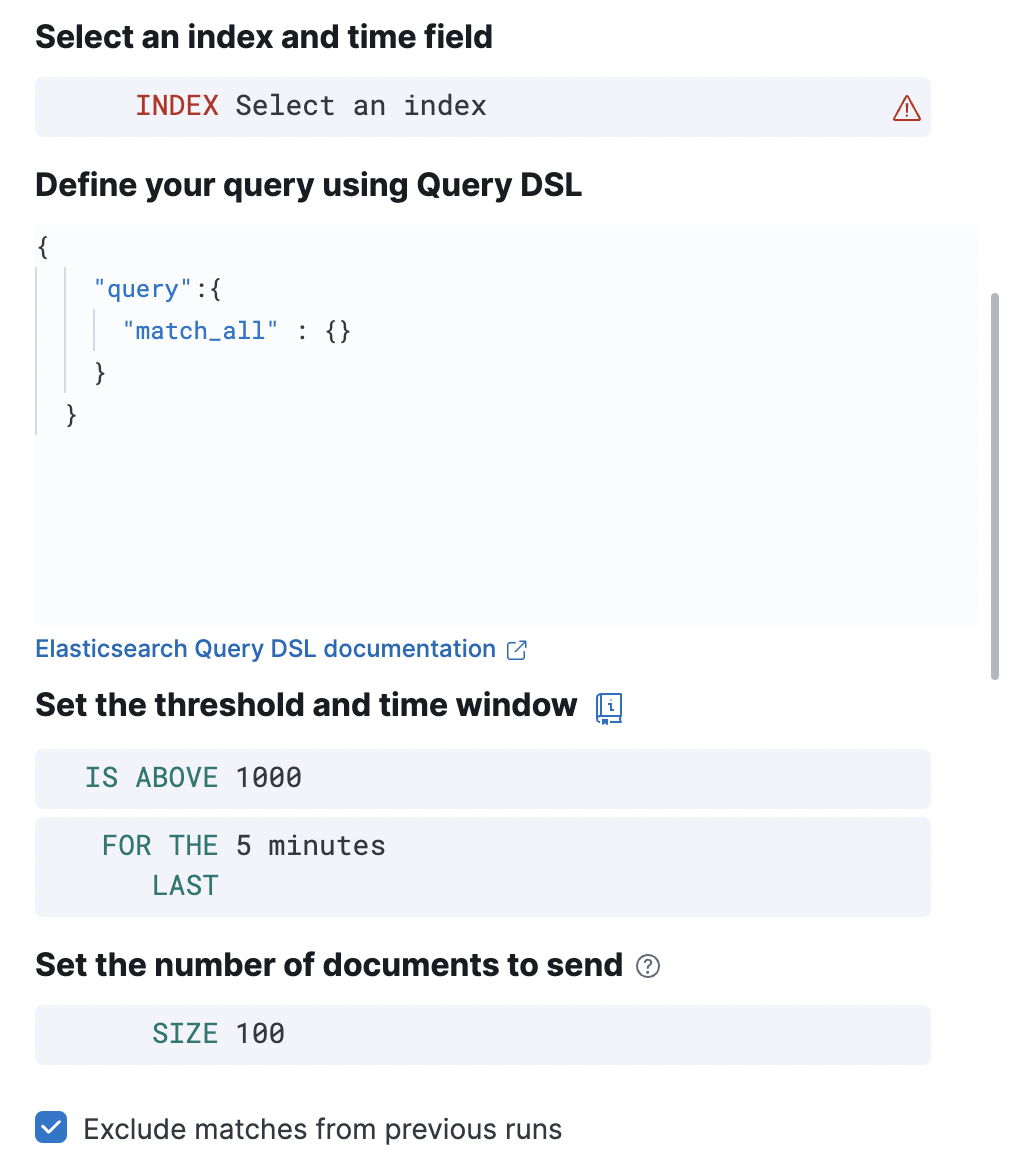 Select an index and time field
INDEX Select an index
Define your query using Query DSL
{
"query":{
"match_all" : {}
}
}
Elasticsearch Query DSL documentation
Set the threshold and time window
IS ABOVE 1000
FOR THE 5 minutes
LAST
Set the number of documents to send
SIZE 100
Exclude matches from previous runs